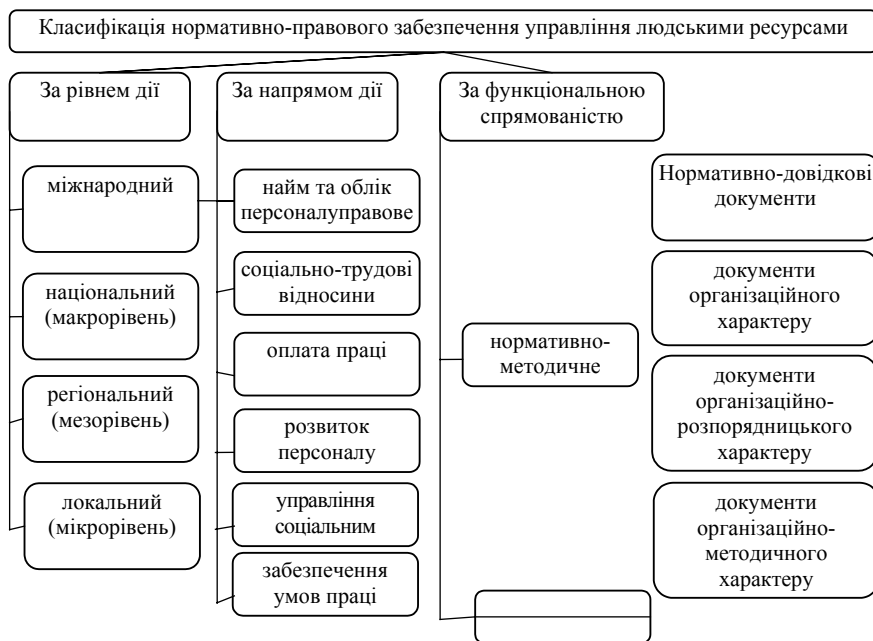 Класифікація нормативно-правового забезпечення управління людськими ресурсами
За рівнем дії
міжнародний
національний
(макрорівень)
регіональний
(мезорівень)
локальний
(мікрорівень)
За напрямом дії
найм та облік
персоналуправове
соціально-трудові
відносини
оплата праці
розвиток
персоналу
управління
соціальним
забезпечення
умов праці
За функціональною
спрямованістю
нормативно-
методичне
Нормативно-довідкові
документи
документи
організаційного
характеру
документи
організаційно-
розпорядницького
характеру
документи
організаційно-
методичного
характеру